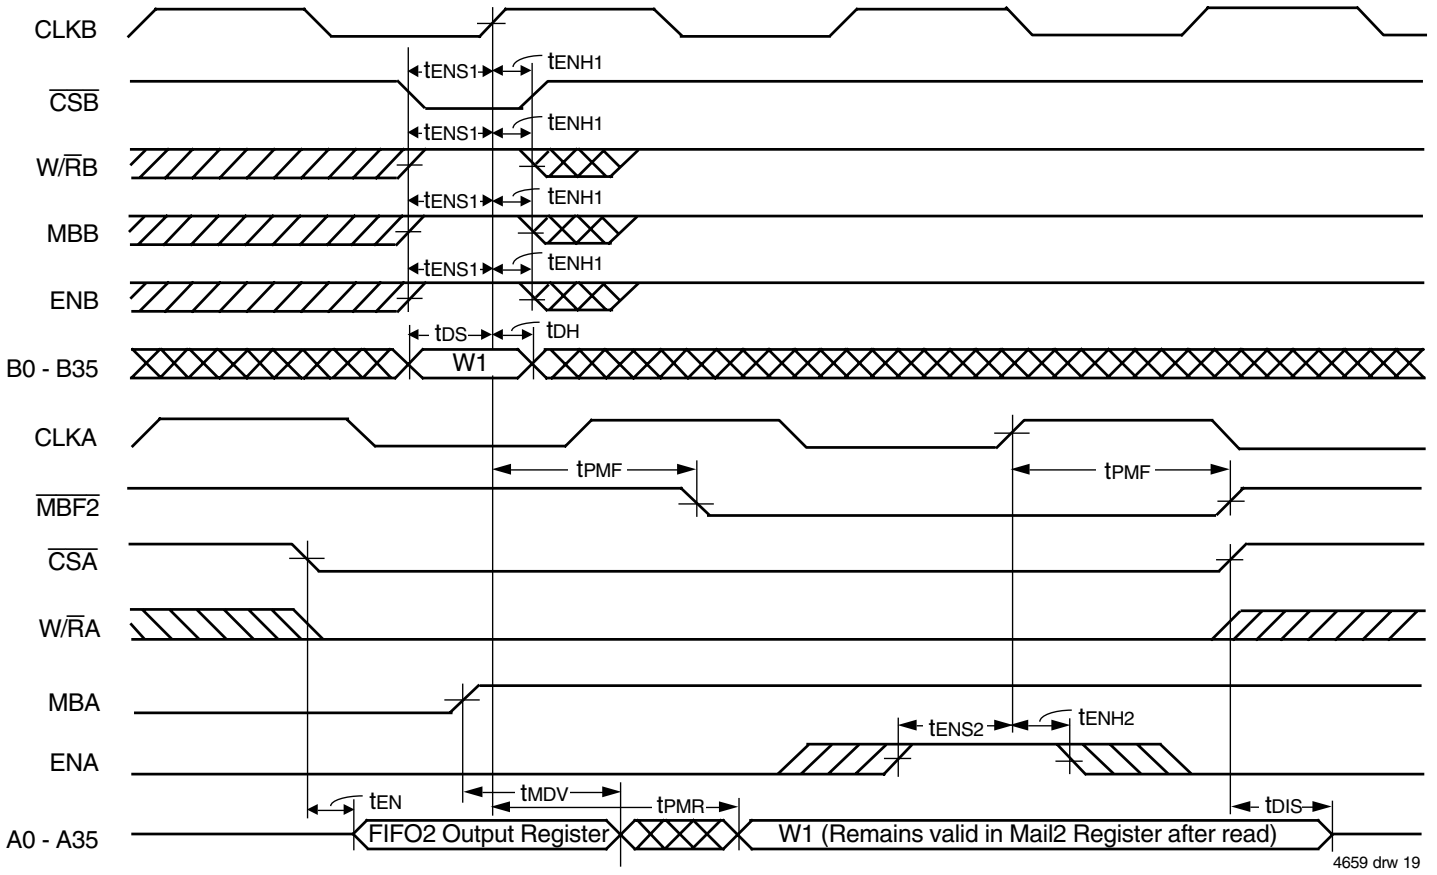 CLKB
tENS1
tENH1
CSB
tENS1
tENH1
W/RB
tENS1
tENH1
MBB
tENS1
tENH1
ENB
tDS
tDH
B0 - B35
W1
CLKA
tPMF
tPMF
MBF2
CSA
W/RA
MBA
tENS2
tENH2
ENA
tEN
tMDV
tPMR
tDIS
A0 - A35
FIFO2 Output Register
W1 (Remains valid in Mail2 Register after read)
4659 drw 19